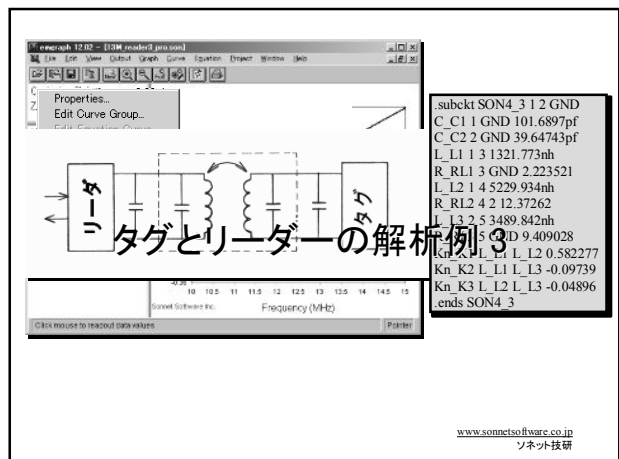 emgraph 12.02 - [13M_reader3_pro.son]
File Edit View Output Graph Curve Equation Project Window Help
Properties...
Edit Curve Group...
リーダ
タグ
タグとリーダーの解析例 3
10 10.5 11 11.5 12 12.5 13 13.5 14 14.5 15
Sonnet Software Inc.
Frequency (MHz)
Click mouse to readout data values
Pointer
.subckt SON4_3 1 2 GND
C_C1 1 GND 101.6897pf
C_C2 2 GND 39.64743pf
L_L1 1 3 1321.773nh
R_RL1 3 GND 2.223521
L_L2 1 4 5229.934nh
R_RL2 4 2 12.37262
L_L3 2 5 3489.842nh
5 GND 9.409028
Kn_K1 L_L1 L_L2 0.582277
Kn_K2 L_L1 L_L3 -0.09739
Kn_K3 L_L2 L_L3 -0.04896
.ends SON4_3
www.sonnetsoftware.co.jp
ソネット技研